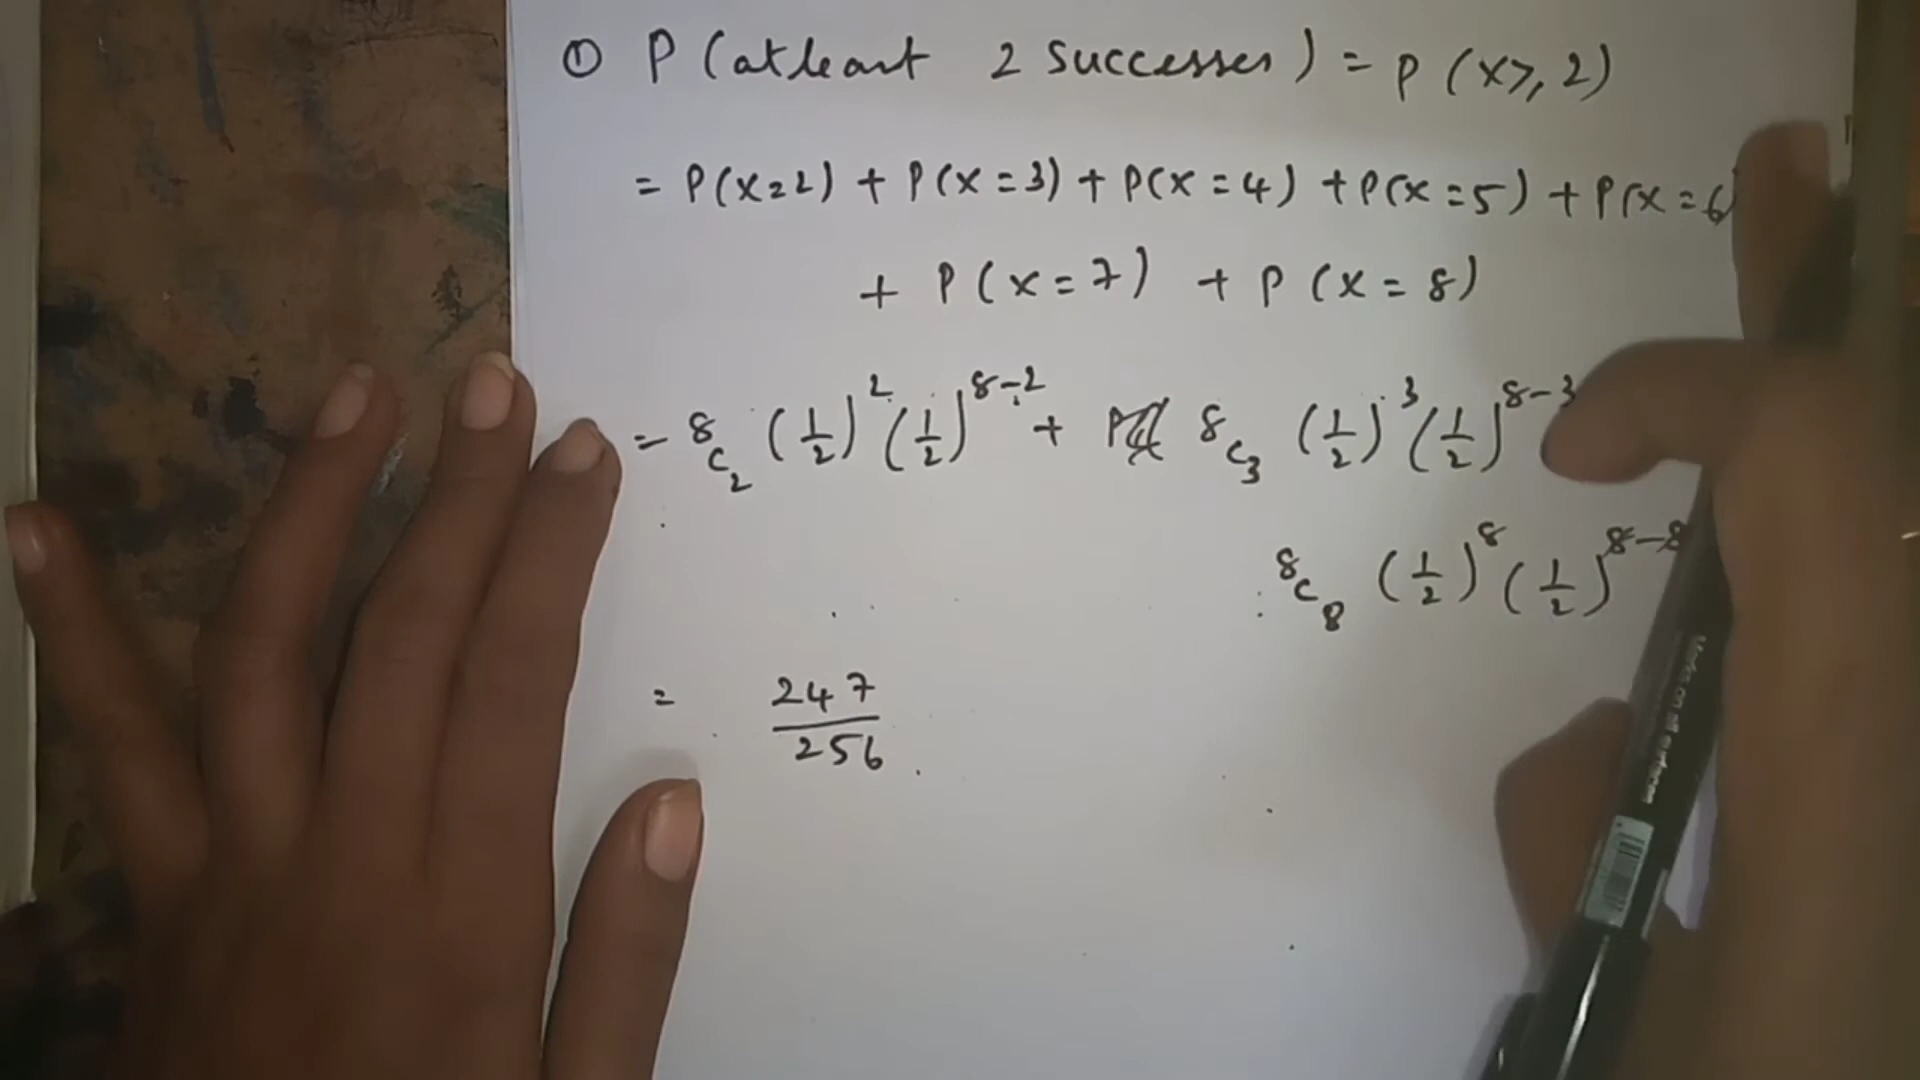 ① P (atleast 2 successes) = P (X⩾2)
= P(X=2) + P(X=3) + P(X=4) + P(X=5) + P(X=6)
+ P(X=7) + P(X=8)
= 8C2 (1/2)^2 (1/2)^8-2 + 8C3 (1/2)^3 (1/2)^8-3
8C8 (1/2)^8 (1/2)^8-8
= 247/256